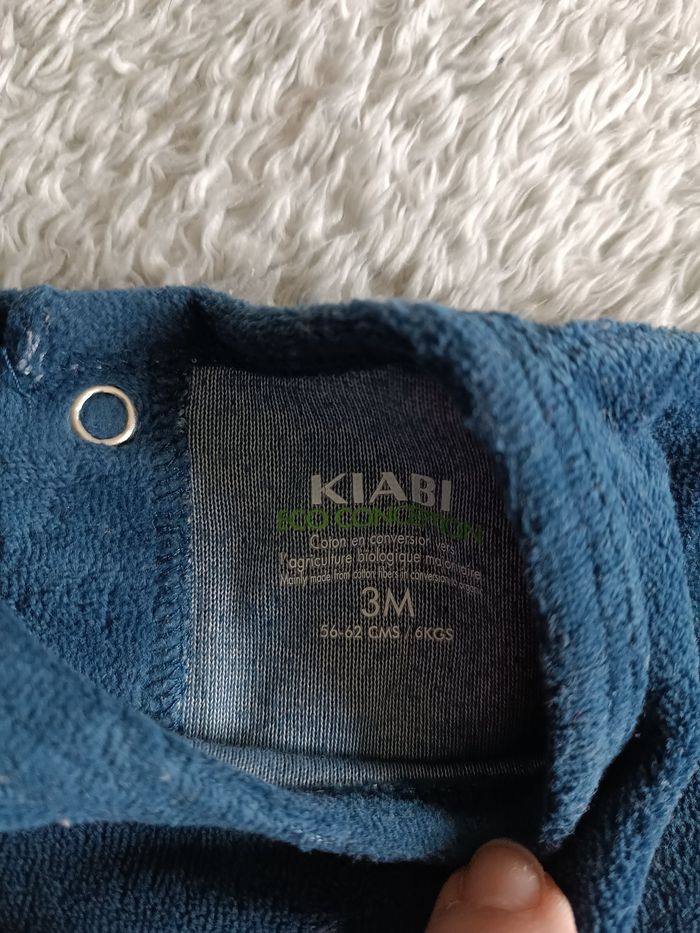 KIABI
ECO CONCEPTION
Coton en conversion vers
l'agriculture biologique majoritaire
Mainly made from cotton fibers in conversion to organic
3M
56-62 CMS / 6KGS